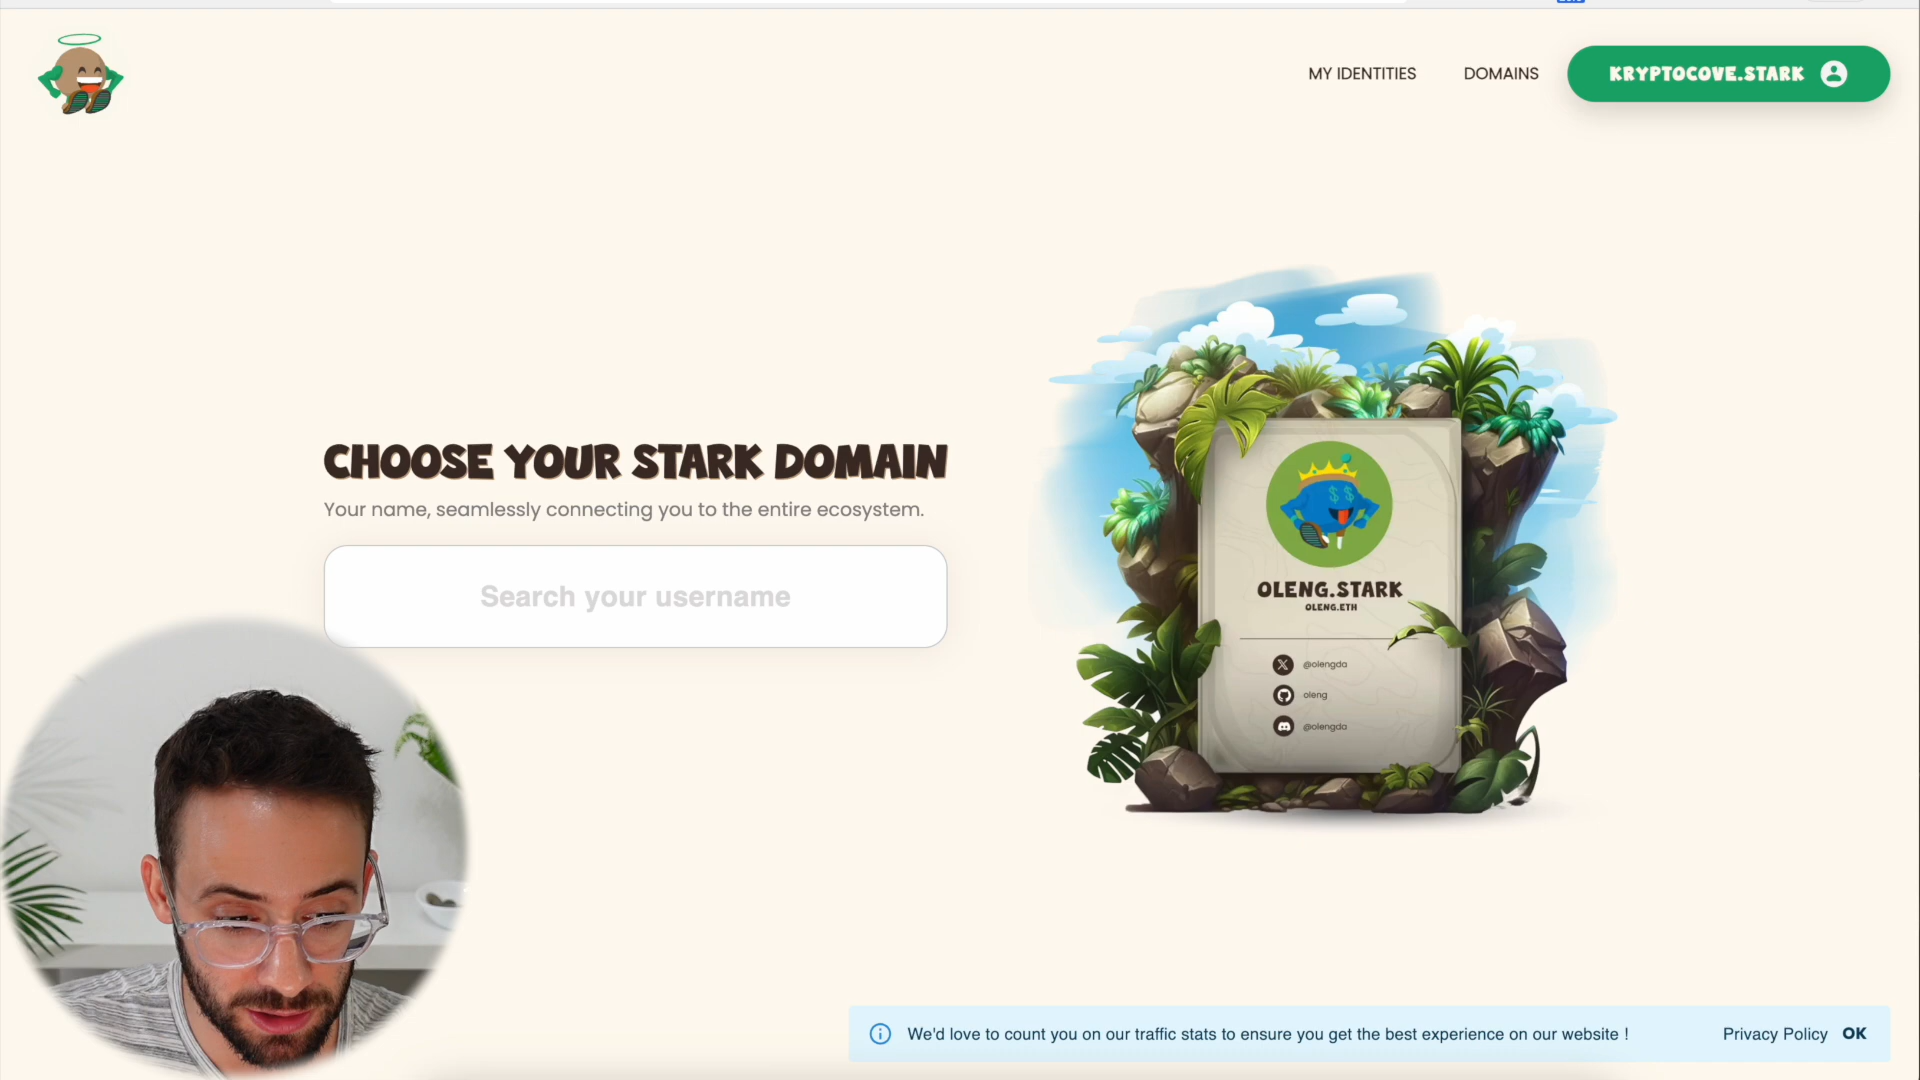 MY IDENTITIES
DOMAINS
KRYPTOCOVE.STARK
CHOOSE YOUR STARK DOMAIN
Your name, seamlessly connecting you to the entire ecosystem.
Search your username
$ $
OLENG.STARK
OLENG.ETH
@olengda
oleng
@olengda
We'd love to count you on our traffic stats to ensure you get the best experience on our website !
Privacy Policy
OK